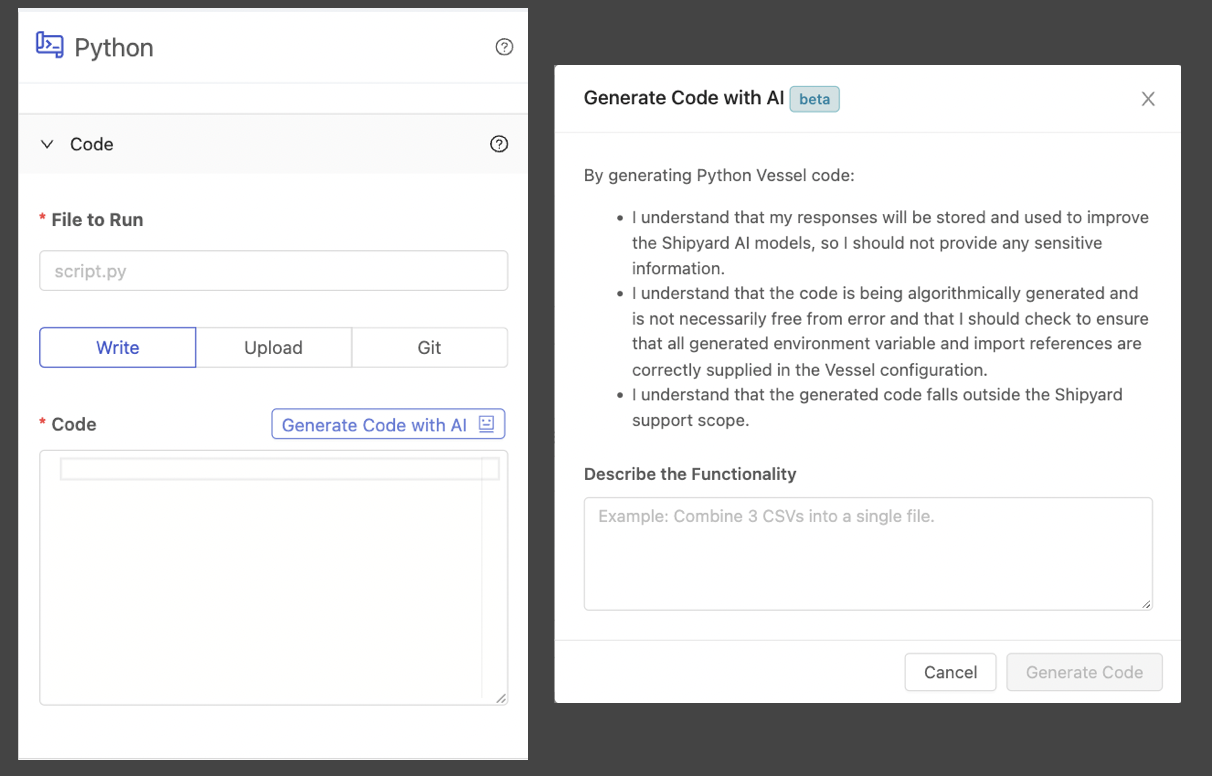 Python
Code
* File to Run
script.py
Write
Upload
Git
* Code
Generate Code with AI
Generate Code with AI beta
By generating Python Vessel code:
• I understand that my responses will be stored and used to improve
the Shipyard AI models, so I should not provide any sensitive
information.
• I understand that the code is being algorithmically generated and
is not necessarily free from error and that I should check to ensure
that all generated environment variable and import references are
correctly supplied in the Vessel configuration.
• I understand that the generated code falls outside the Shipyard
support scope.
Describe the Functionality
Example: Combine 3 CSVs into a single file.
Cancel
Generate Code